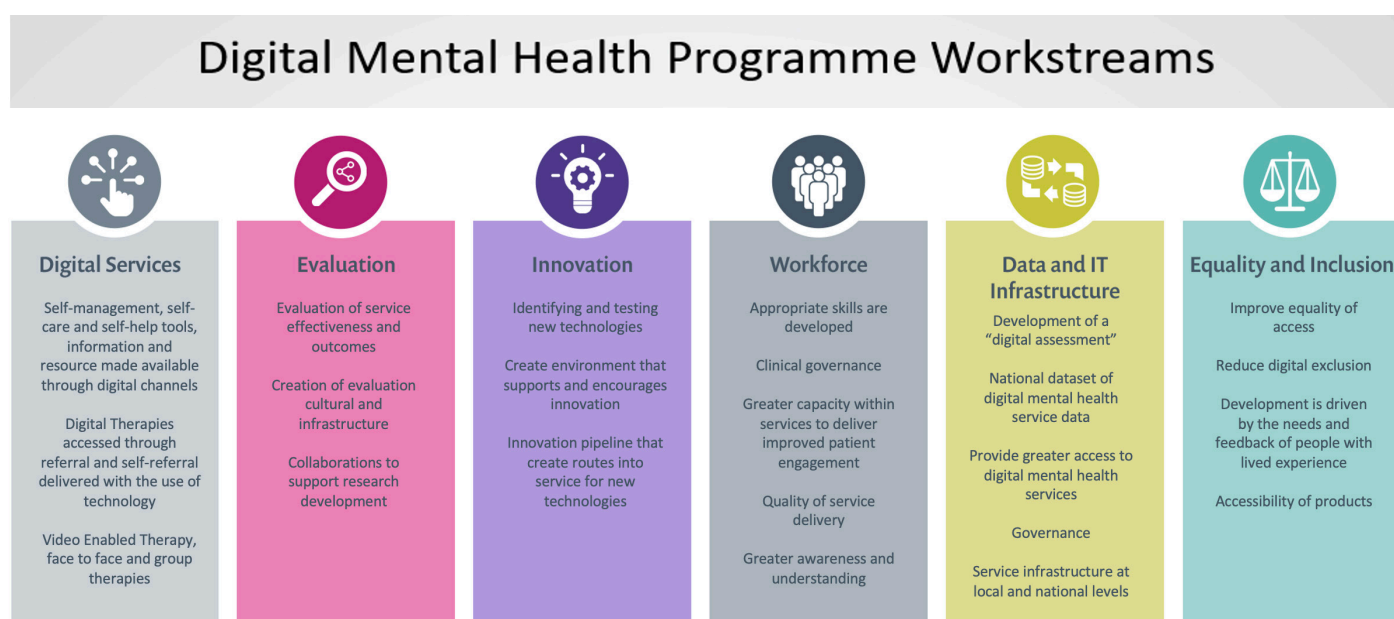 Digital Mental Health Programme Workstreams
Digital Services
Self-management, self-
care and self-help tools,
information and
resource made available
through digital channels
Digital Therapies
accessed through
referral and self-referral
delivered with the use of
technology
Video Enabled Therapy,
face to face and group
therapies
Evaluation
Evaluation of service
effectiveness and
outcomes
Creation of evaluation
cultural and
infrastructure
Collaborations to
support research
development
Innovation
Identifying and testing
new technologies
Create environment that
supports and encourages
innovation
Innovation pipeline that
create routes into
service for new
technologies
Workforce
Appropriate skills are
developed
Clinical governance
Greater capacity within
services to deliver
improved patient
engagement
Quality of service
delivery
Greater awareness and
understanding
Data and IT
Infrastructure
Development of a
“digital assessment”
National dataset of
digital mental health
service data
Provide greater access to
digital mental health
services
Governance
Service infrastructure at
local and national levels
Equality and Inclusion
Improve equality of
access
Reduce digital exclusion
Development is driven
by the needs and
feedback of people with
lived experience
Accessibility of products